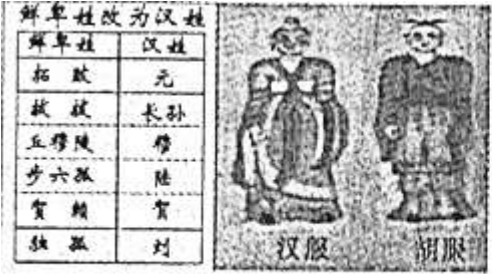 鲜卑姓改为汉姓
鲜卑姓 汉姓
拓跋 元
拔拔 长孙
丘穆陵 穆
步六孤 陆
贺赖 贺
独孤 刘
汉服 胡服